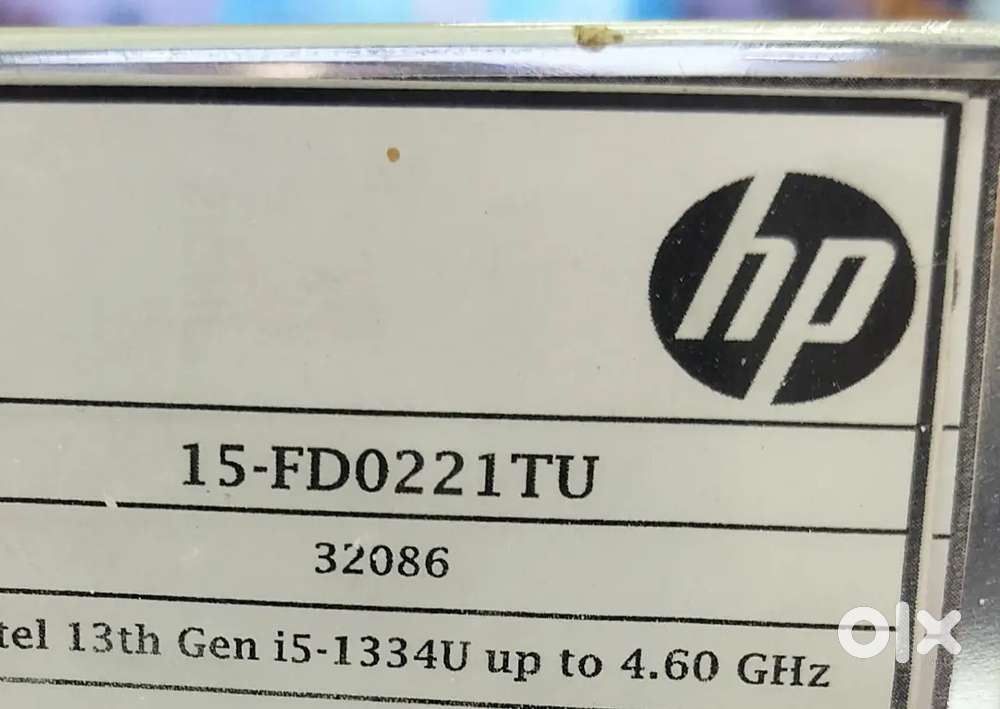 hp
15-FD0221TU
32086
tel 13th Gen i5-1334U up to 4.60 GHz
olx